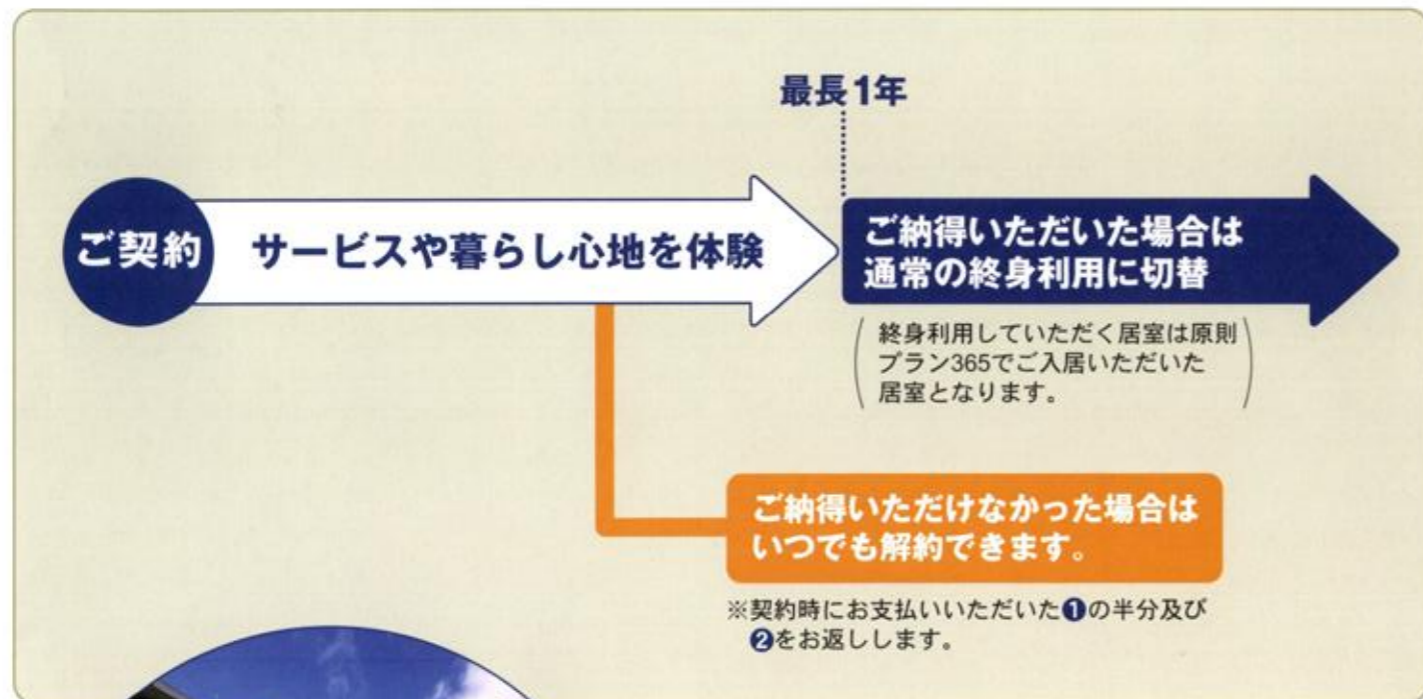 最長1年
ご契約
サービスや暮らし心地を体験
ご納得いただいた場合は
通常の終身利用に切替
(終身利用していただく居室は原則
プラン365でご入居いただいた
居室となります。)
ご納得いただけなかった場合は
いつでも解約できます。
※契約時にお支払いいただいた❶の半分及び
❷をお返しします。